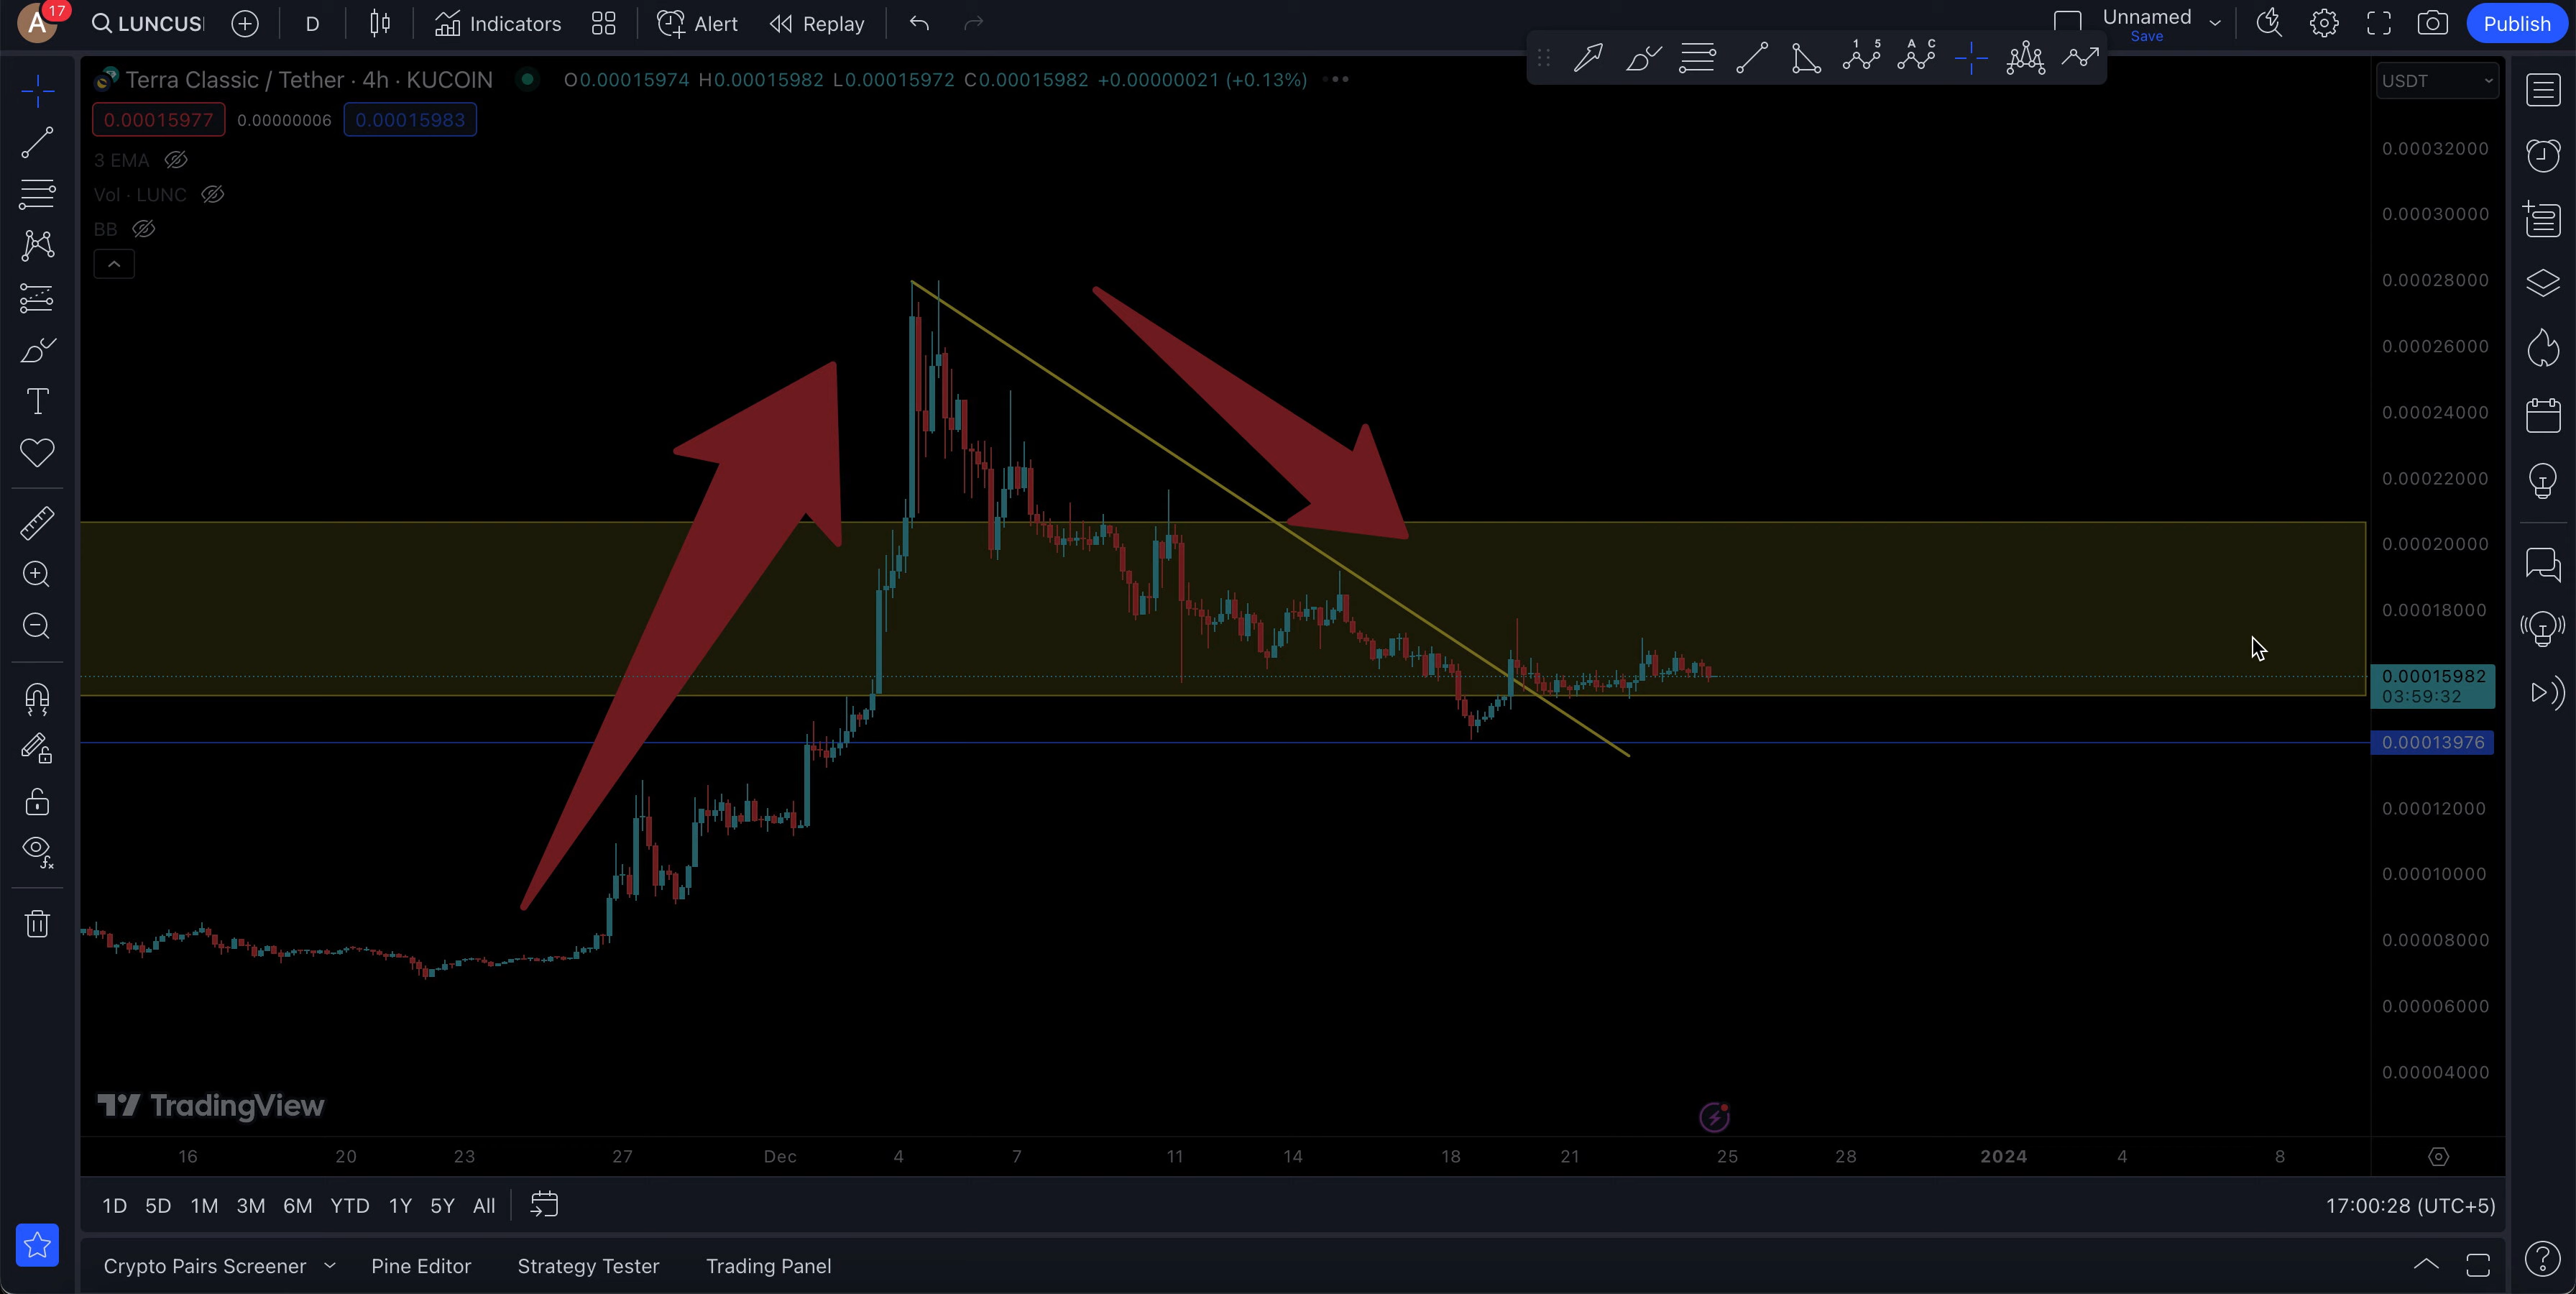 A 17 LUNCUS D Indicators Alert Replay Unnamed Save Publish
1 5 A C
Terra Classic / Tether · 4h · KUCOIN O0.00015974 H0.00015982 L0.00015972 C0.00015982 +0.00000021 (+0.13%) USDT
0.00015977 0.00000006 0.00015983
3 EMA
Vol · LUNC
BB
0.00032000
0.00030000
0.00028000
0.00026000
0.00024000
0.00022000
0.00020000
0.00018000
0.00015982
03:59:32
0.00013976
0.00012000
0.00010000
0.00008000
0.00006000
0.00004000
TradingView
16 20 23 27 Dec 4 7 11 14 18 21 25 28 2024 4 8
1D 5D 1M 3M 6M YTD 1Y 5Y All 17:00:28 (UTC+5)
Crypto Pairs Screener Pine Editor Strategy Tester Trading Panel